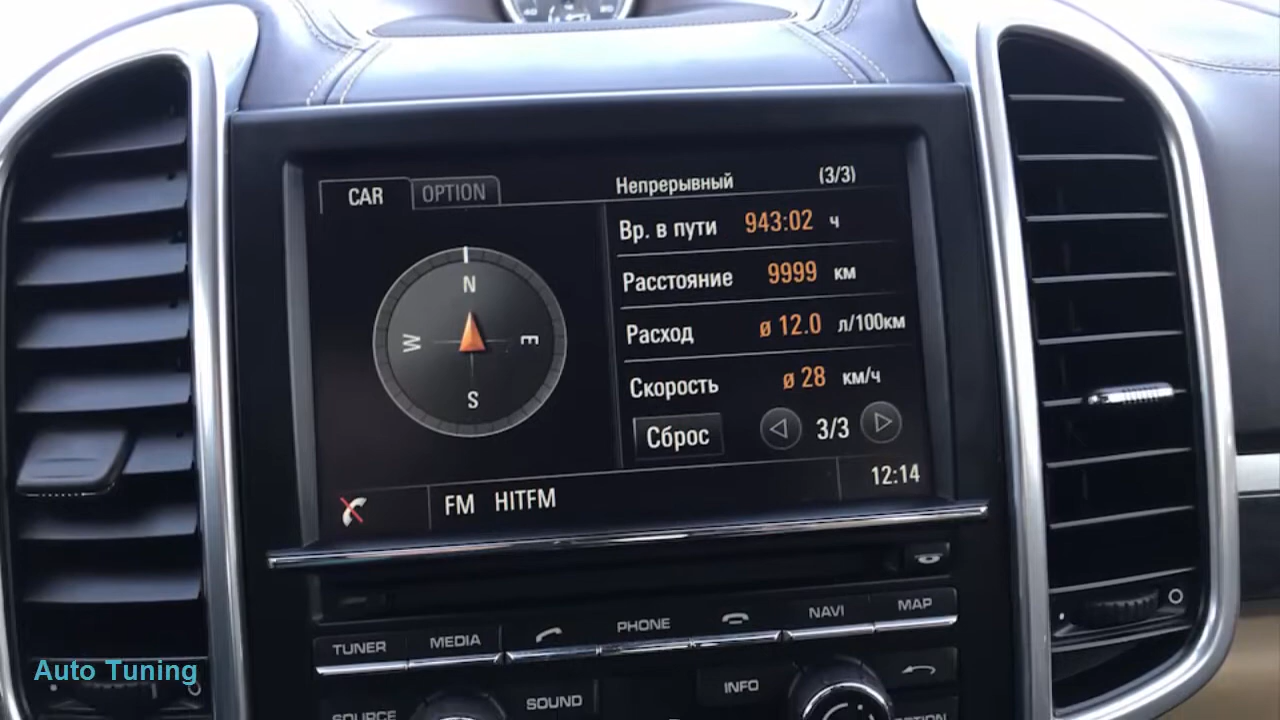 CAR OPTION
Непрерывный (3/3)
Вр. в пути 943:02 ч
Расстояние 9999 км
Расход ø 12.0 л/100км
Скорость ø 28 км/ч
Сброс 3/3
N
W E
S
FM HITFM 12:14
TUNER MEDIA PHONE NAVI MAP
SOURCE SOUND INFO
Auto Tuning